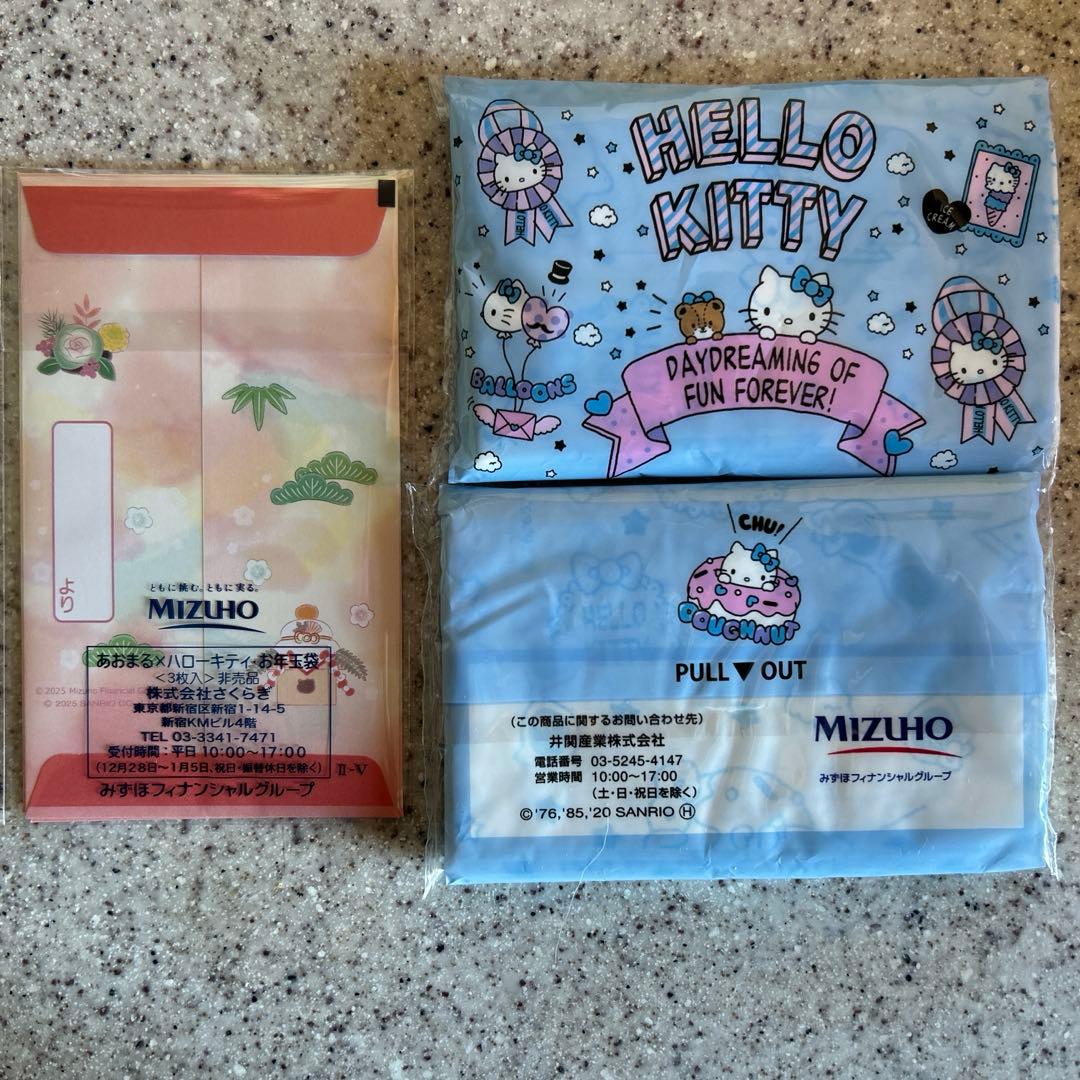 より
ともに挑む。ともに実る。
MIZUHO
© 2025 Mizuho Financial
© 2025 SANRIO CO
あおまる×ハローキティ・お年玉袋
<3枚入>非売品
株式会社さくらぎ
東京都新宿区新宿1-14-5
新宿KMビル4階
TEL 03-3341-7471
受付時間:平日 10:00〜17:00
(12月28日〜1月5日、祝日・振替休日を除く)
II-V
みずほフィナンシャルグループ
HELLO
KITTY
HELLO
KITTY
ICE
CREAM
BALLOONS
DAYDREAMING OF
FUN FOREVER!
HELLO
KITTY
CHU!
DOUGHNUT
PULL▼OUT
(この商品に関するお問い合わせ先)
井関産業株式会社
電話番号 03-5245-4147
営業時間 10:00〜17:00
(土・日・祝日を除く)
©'76,'85,'20 SANRIO Ⓗ
MIZUHO
みずほフィナンシャルグループ